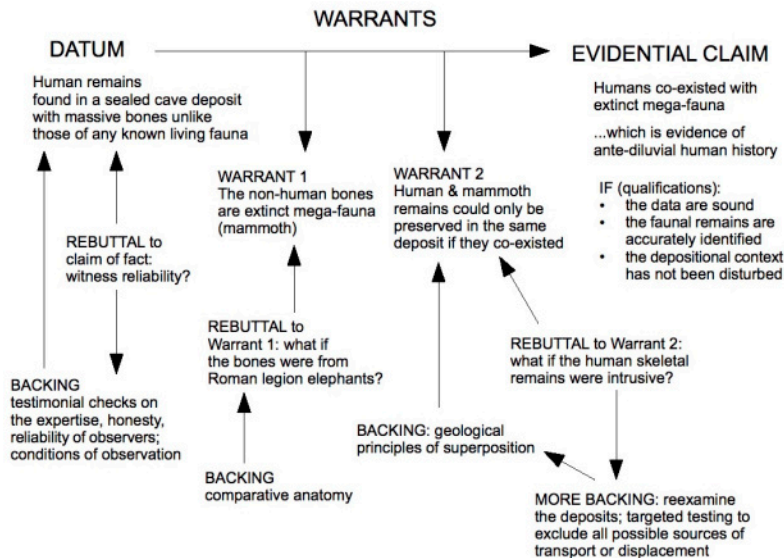 WARRANTS
DATUM
EVIDENTIAL CLAIM
Human remains
found in a sealed cave deposit
with massive bones unlike
those of any known living fauna
Humans co-existed with
extinct mega-fauna
...which is evidence of
ante-diluvial human history
IF (qualifications):
• the data are sound
• the faunal remains are
accurately identified
• the depositional context
has not been disturbed
WARRANT 1
The non-human bones
are extinct mega-fauna
(mammoth)
WARRANT 2
Human & mammoth
remains could only be
preserved in the same
deposit if they co-existed
REBUTTAL to
claim of fact:
witness reliability?
REBUTTAL to
Warrant 1: what if
the bones were from
Roman legion elephants?
REBUTTAL to Warrant 2:
what if the human skeletal
remains were intrusive?
BACKING
testimonial checks on
the expertise, honesty,
reliability of observers;
conditions of observation
BACKING: geological
principles of superposition
BACKING
comparative anatomy
MORE BACKING: reexamine
the deposits; targeted testing to
exclude all possible sources of
transport or displacement